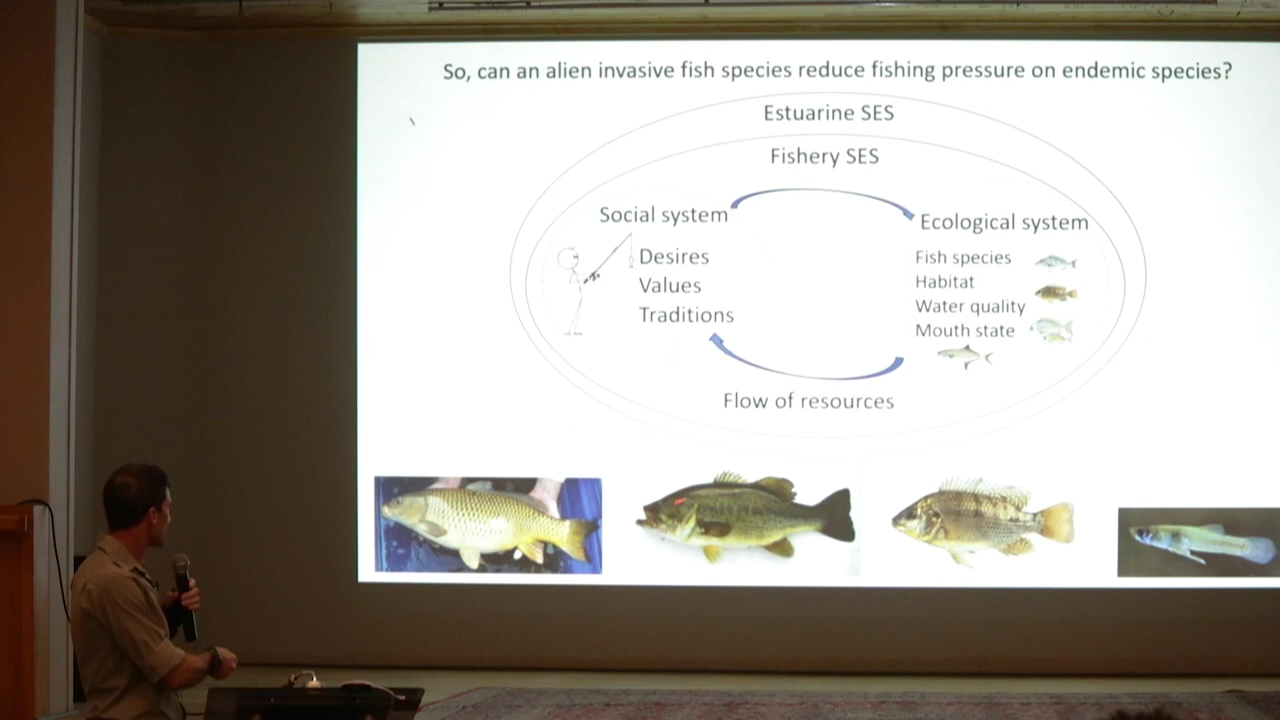 So, can an alien invasive fish species reduce fishing pressure on endemic species?
Estuarine SES
Fishery SES
Social system
Desires
Values
Traditions
Ecological system
Fish species
Habitat
Water quality
Mouth state
Flow of resources